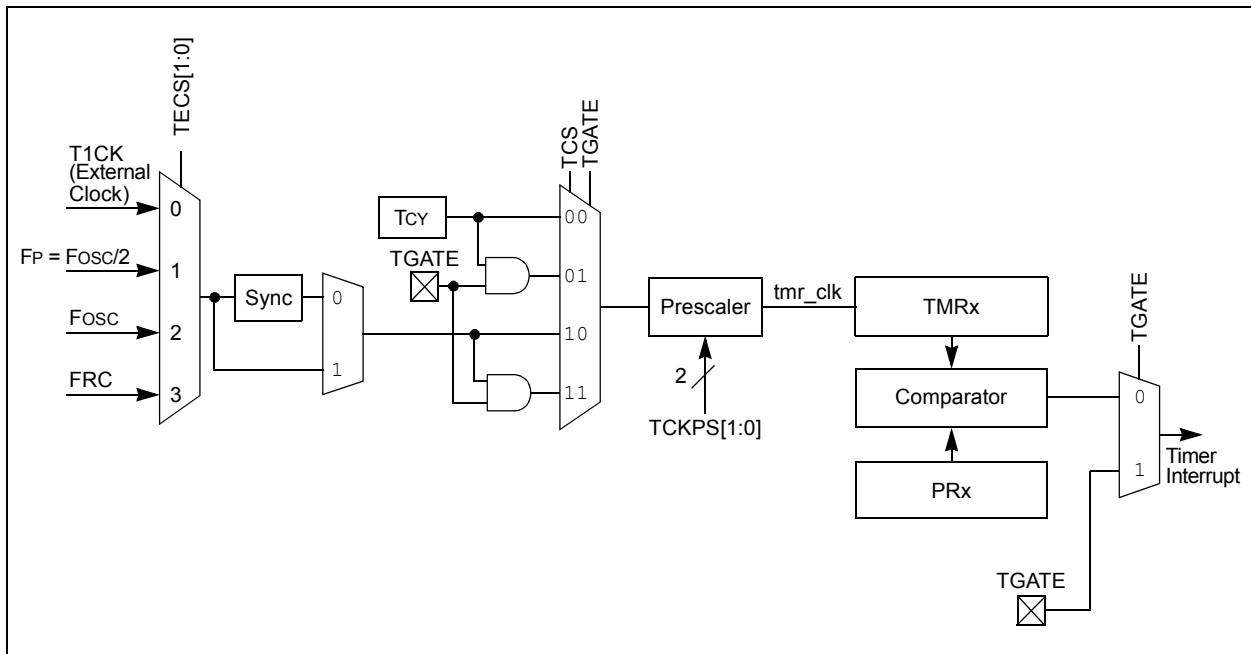 TECS[1:0]
T1CK
(External
Clock)
0
FP = FOSC/2
1
FOSC
2
FRC
3
Sync
0
1
TCY
TGATE
TCS
TGATE
00
01
10
11
Prescaler
2
TCKPS[1:0]
tmr_clk
TMRx
Comparator
PRx
TGATE
0
1
Timer
Interrupt
TGATE